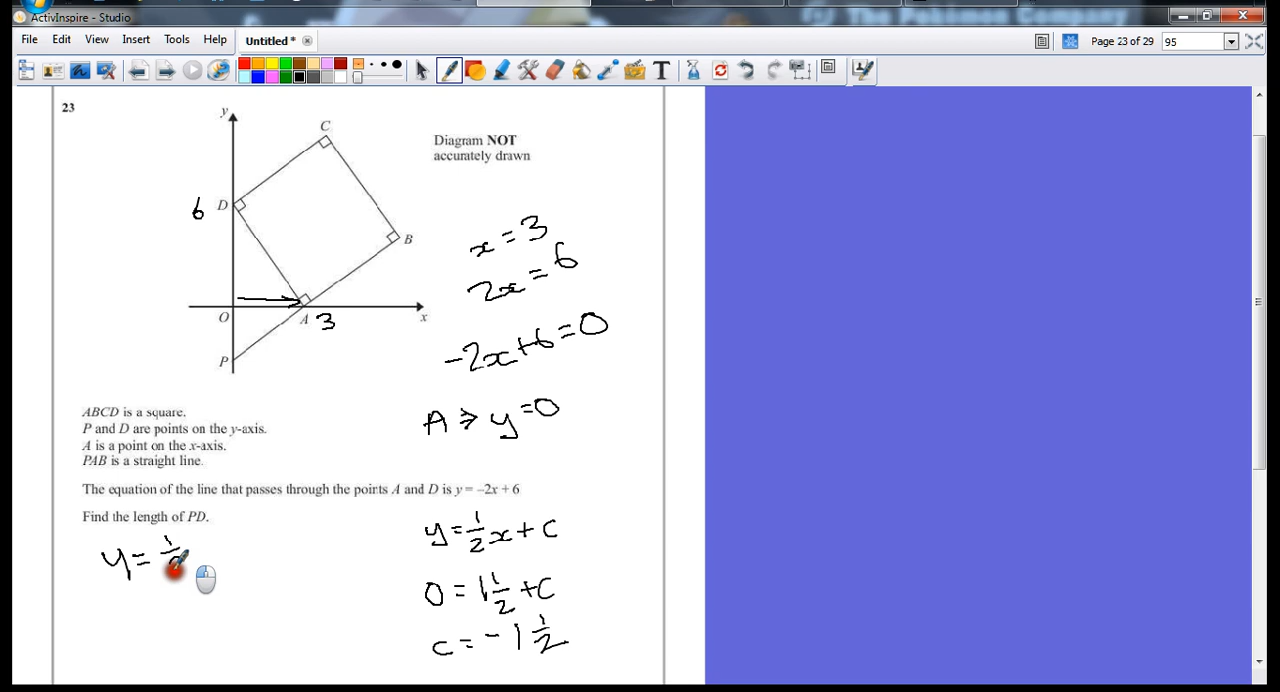 ActivInspire - Studio
The Pokémon Company
File Edit View Insert Tools Help
Untitled *
Page 23 of 29
95
23
y
C
Diagram NOT
accurately drawn
6 D
B
x = 3
2x = 6
O
A 3
x
-2x+6=0
P
ABCD is a square.
A ⇒ y=0
P and D are points on the y-axis.
A is a point on the x-axis.
PAB is a straight line.
The equation of the line that passes through the points A and D is y = –2x + 6
Find the length of PD.
y=½x+c
y=½
0=1½+c
c=-1½